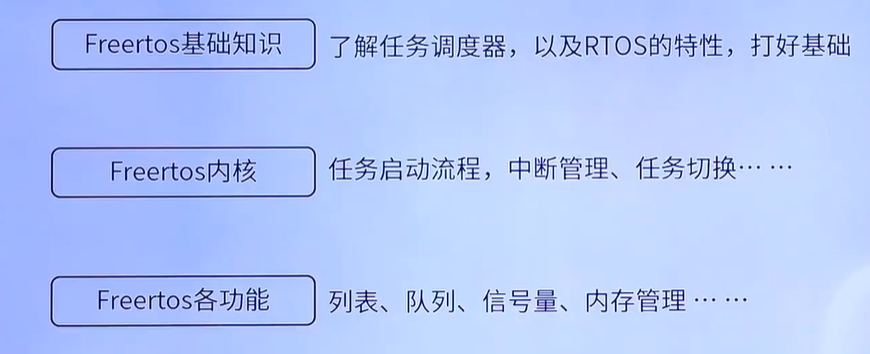 Freertos基础知识 了解任务调度器，以及RTOS的特性，打好基础
Freertos内核 任务启动流程，中断管理、任务切换… …
Freertos各功能 列表、队列、信号量、内存管理 … …